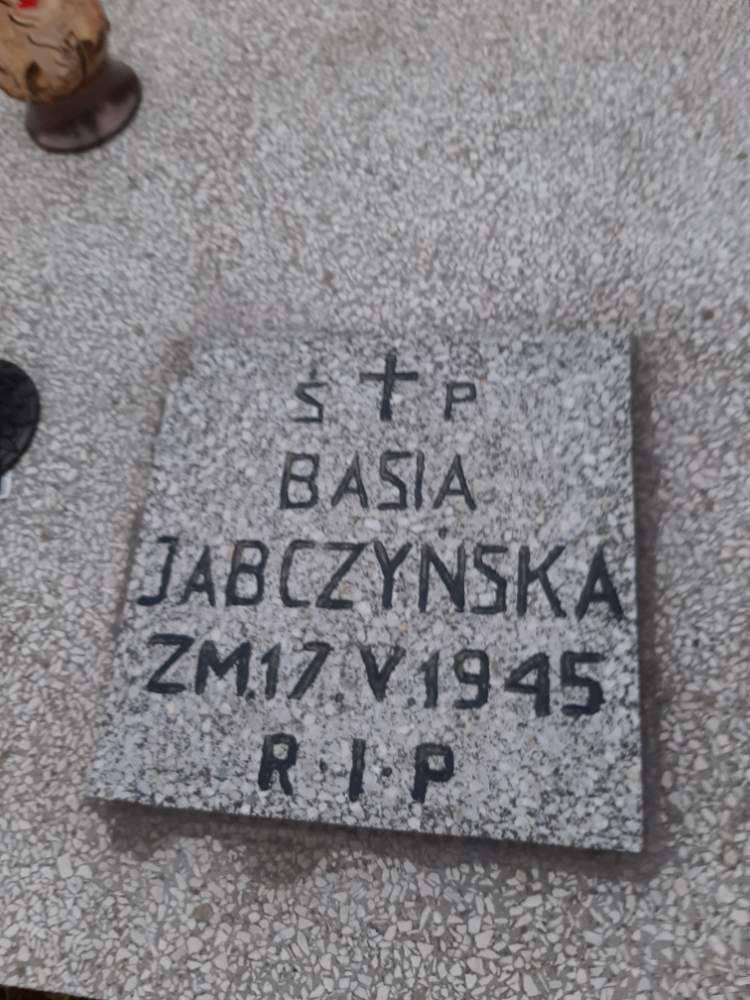 Ś † P
BASIA
JABCZYŃSKA
ZM.17.V.1945
R.I.P